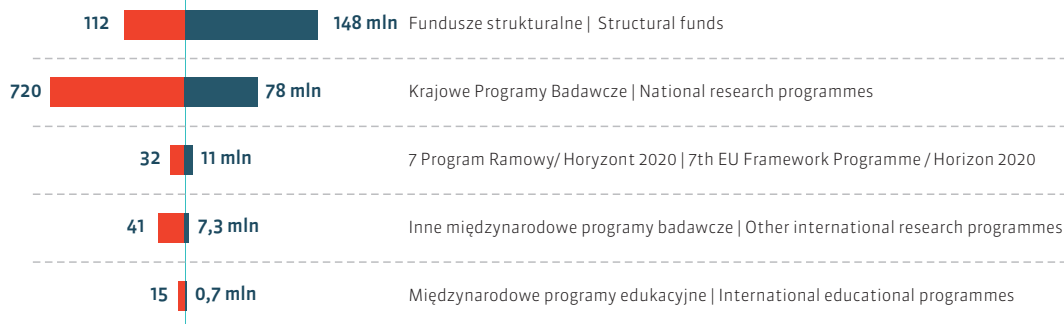 112 148 mln Fundusze strukturalne | Structural funds
720 78 mln Krajowe Programy Badawcze | National research programmes
32 11 mln 7 Program Ramowy/ Horyzont 2020 | 7th EU Framework Programme / Horizon 2020
41 7,3 mln Inne międzynarodowe programy badawcze | Other international research programmes
15 0,7 mln Międzynarodowe programy edukacyjne | International educational programmes